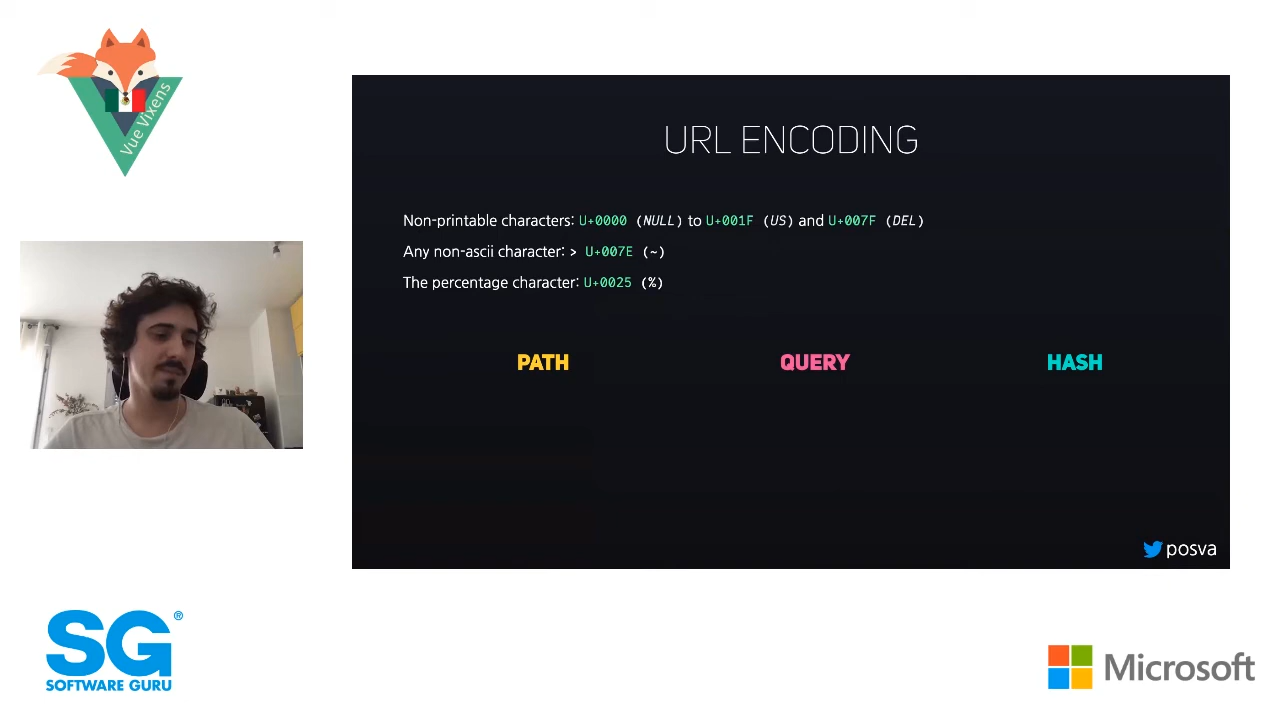 Vue Vixens
URL ENCODING
Non-printable characters: U+0000 (NULL) to U+001F (US) and U+007F (DEL)
Any non-ascii character: > U+007E (~)
The percentage character: U+0025 (%)
PATH QUERY HASH
posva
SG®
SOFTWARE GURU
Microsoft